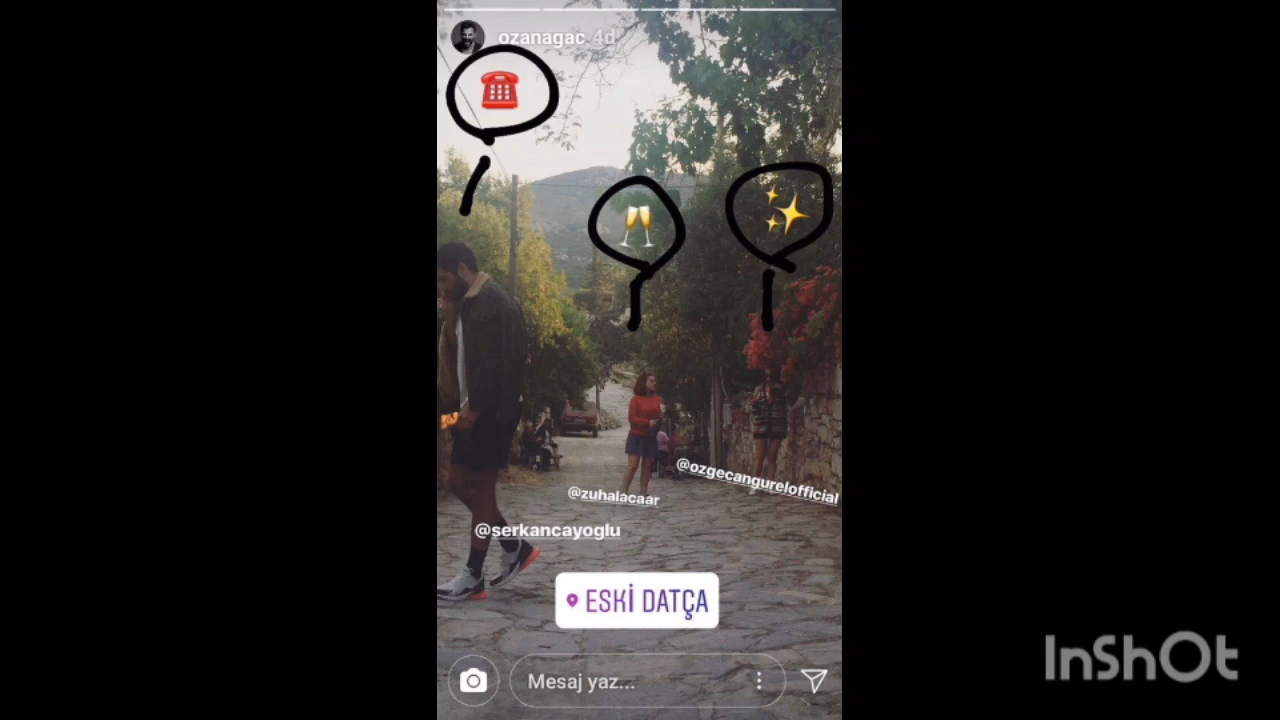 ozanagac 4d
@ozgecangurelofficial
@zuhalacaar
@serkancayoglu
ESKİ DATÇA
Mesaj yaz...
InShOt